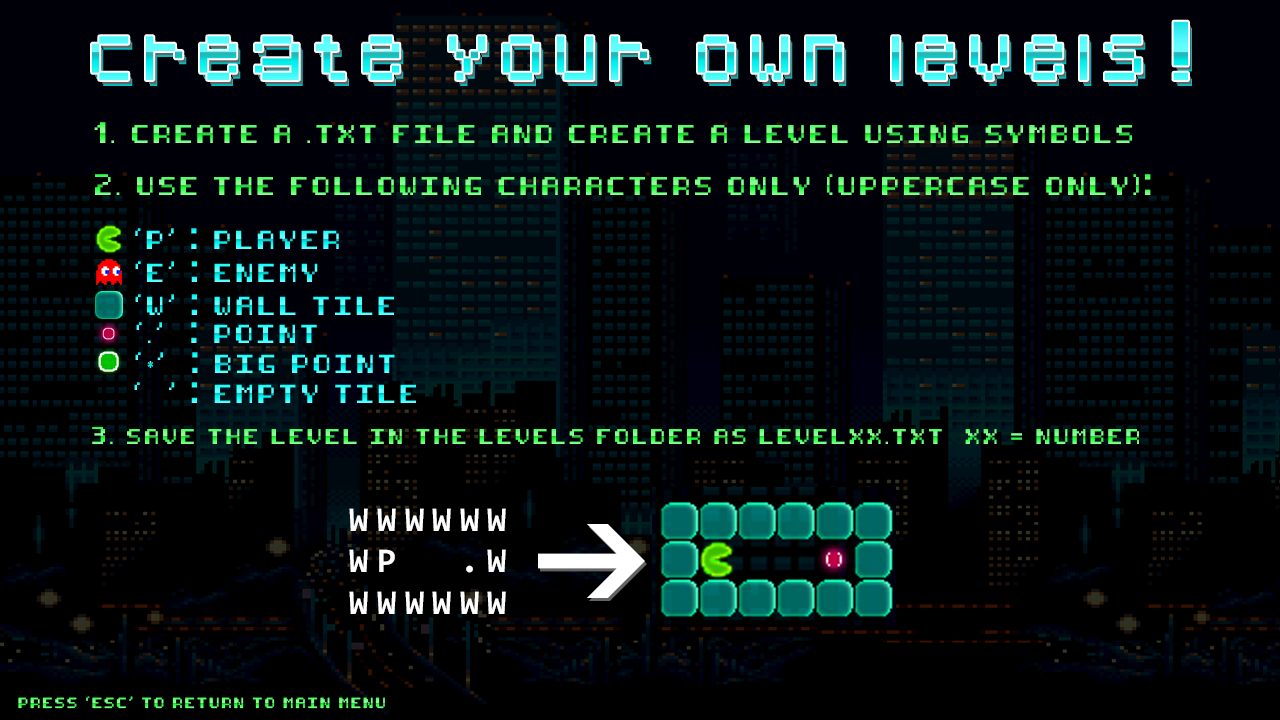 Create your own levels!
1. CREATE A .TXT FILE AND CREATE A LEVEL USING SYMBOLS
2. USE THE FOLLOWING CHARACTERS ONLY (UPPERCASE ONLY):
'P' : PLAYER
'E' : ENEMY
'W' : WALL TILE
'.' : POINT
'*' : BIG POINT
' ' : EMPTY TILE
3. SAVE THE LEVEL IN THE LEVELS FOLDER AS LEVELXX.TXT  XX = NUMBER
WWWWWW
WP  .W
WWWWWW
PRESS 'ESC' TO RETURN TO MAIN MENU